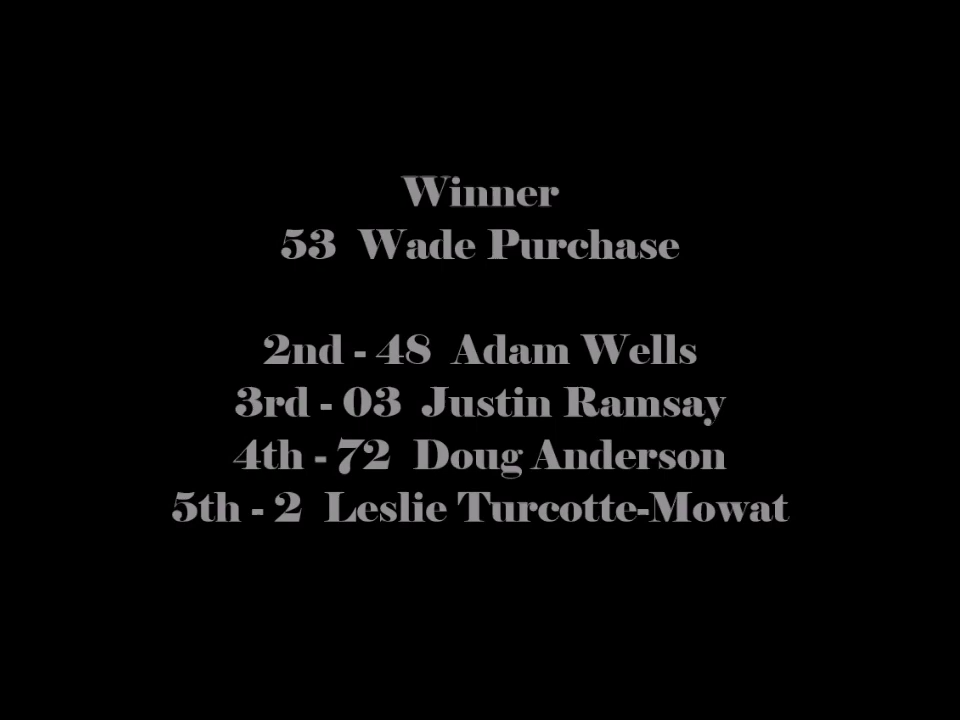 Winner
53 Wade Purchase
2nd - 48 Adam Wells
3rd - 03 Justin Ramsay
4th - 72 Doug Anderson
5th - 2 Leslie Turcotte-Mowat